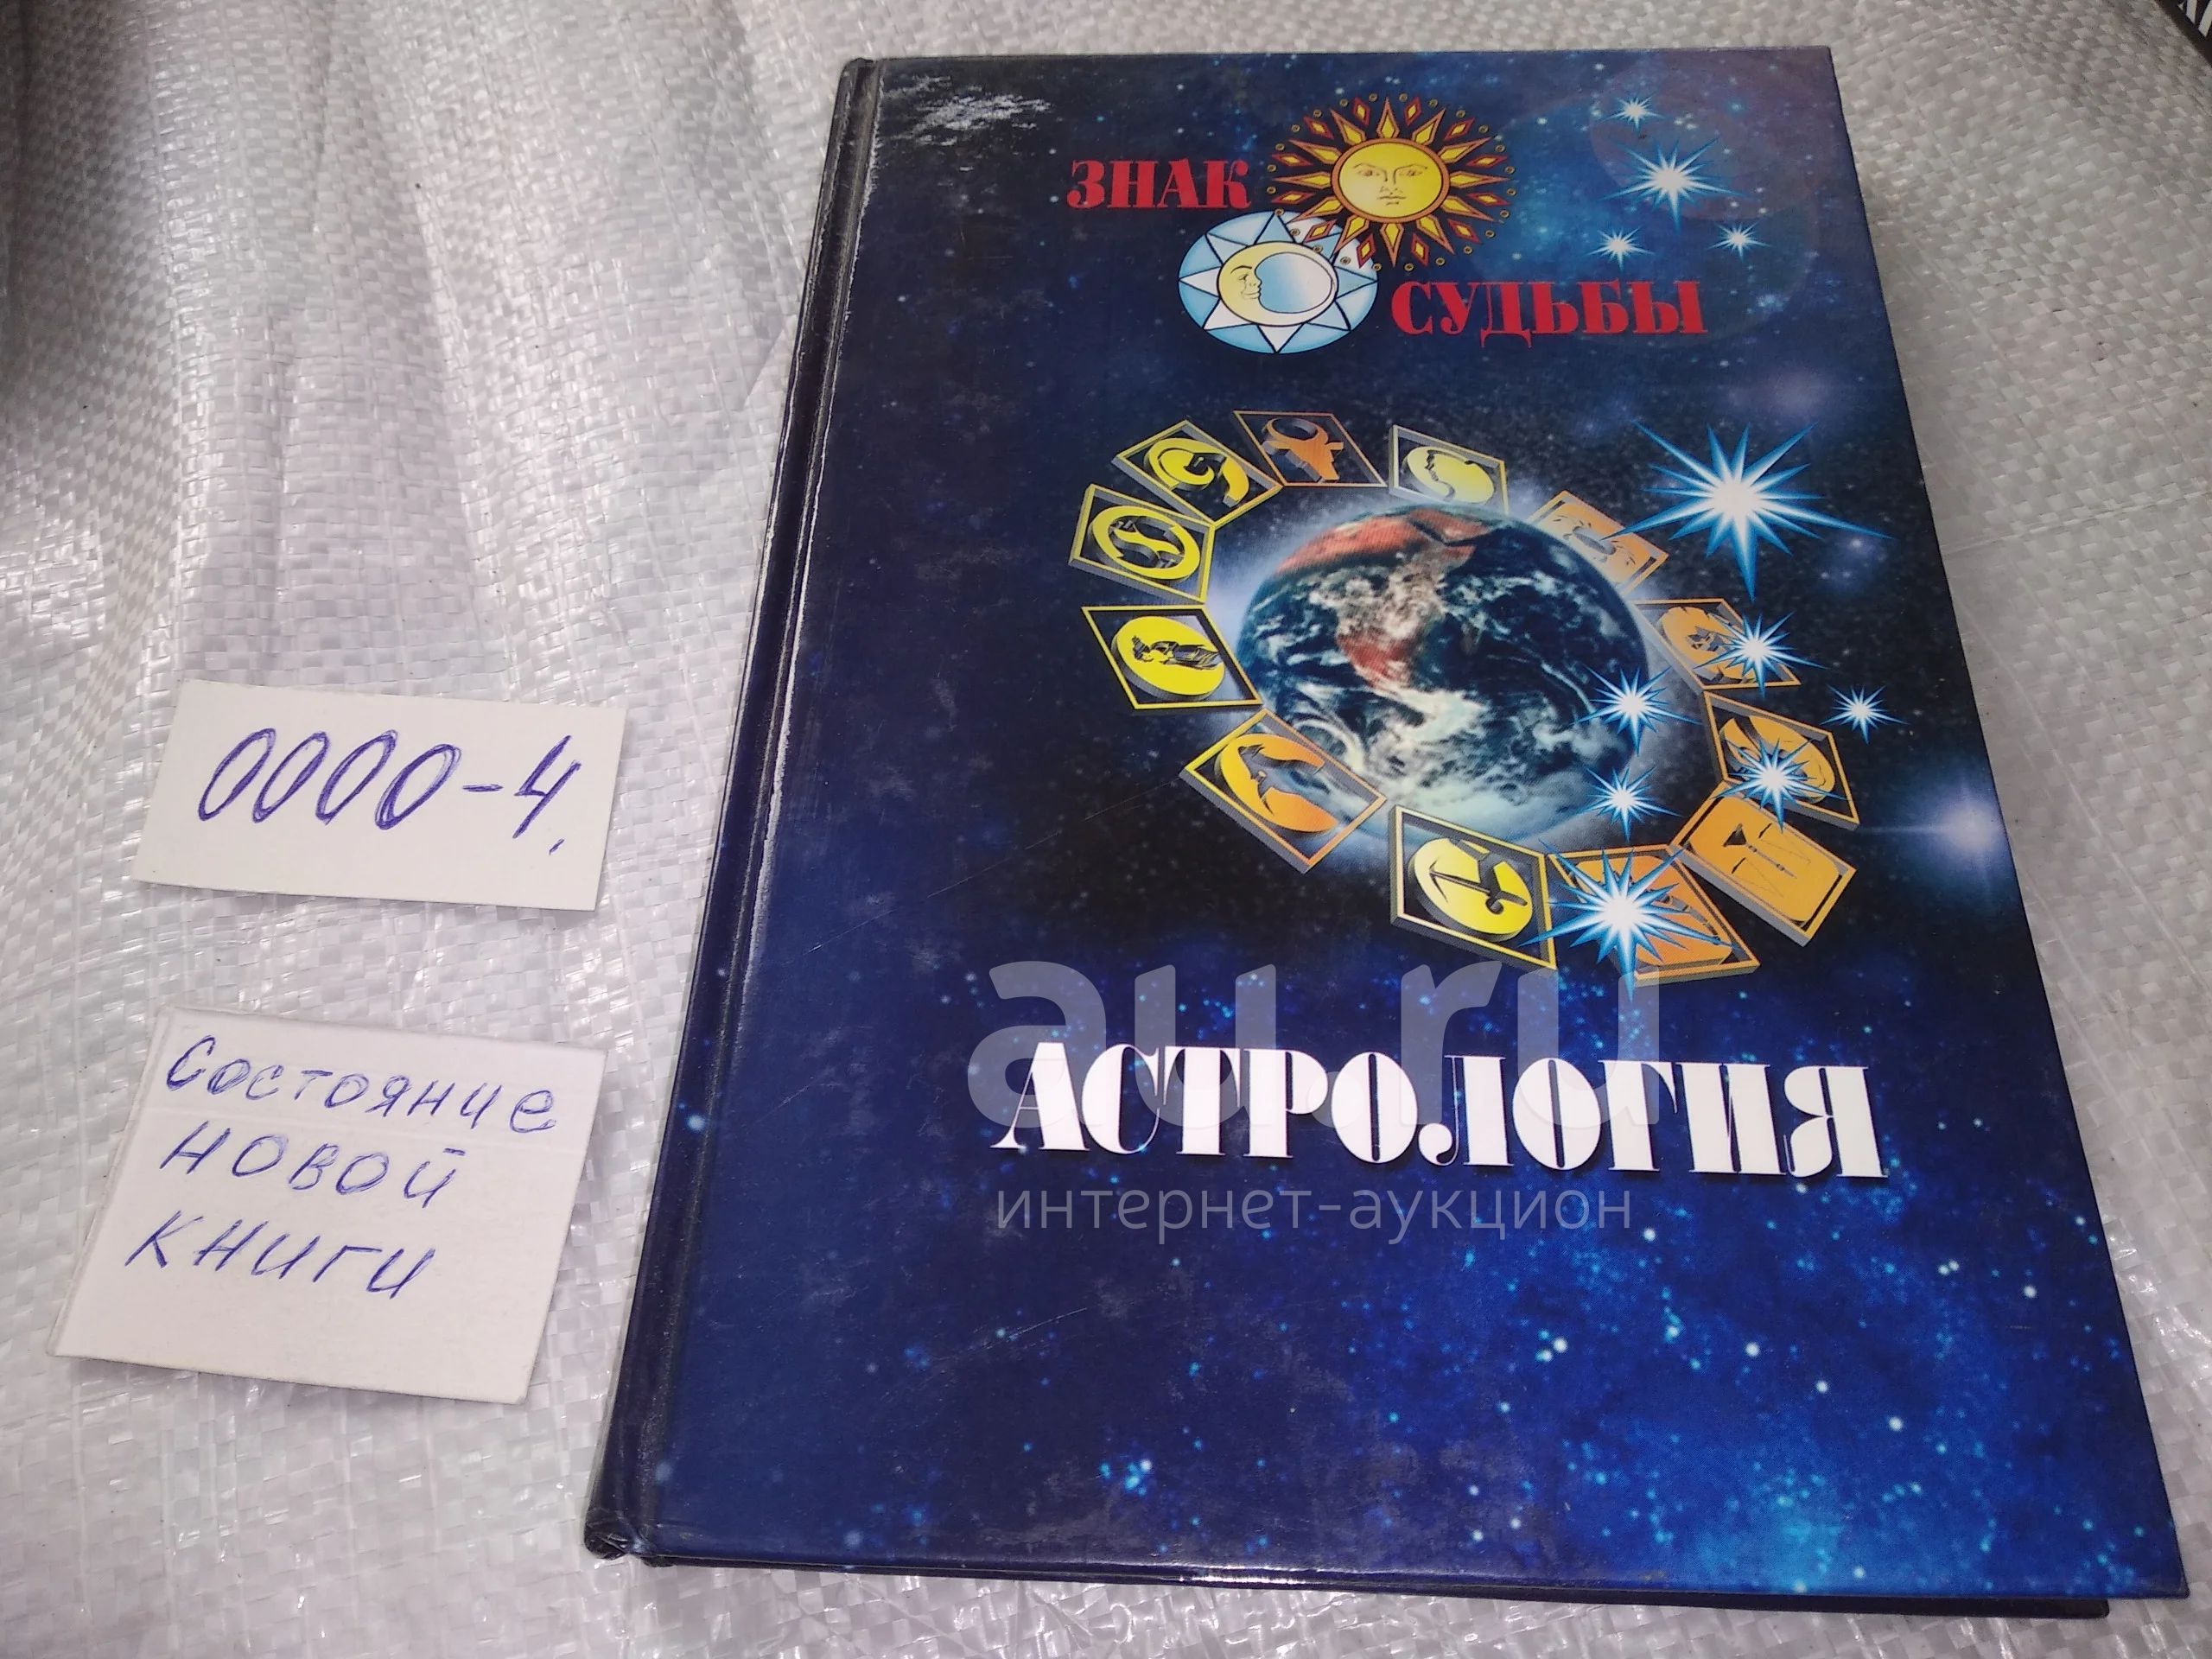 ЗНАК
СУДЬБЫ
АСТРОЛОГИЯ
au.ru
интернет-аукцион
0000-4.
Состояние
новой
книги